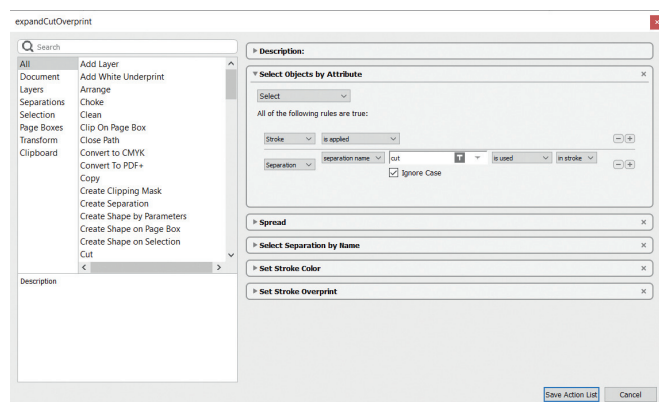 expandCutOverprint
Search
All
Document
Layers
Separations
Selection
Page Boxes
Transform
Clipboard
Add Layer
Add White Underprint
Arrange
Choke
Clean
Clip On Page Box
Close Path
Convert to CMYK
Convert To PDF+
Copy
Create Clipping Mask
Create Separation
Create Shape by Parameters
Create Shape on Page Box
Create Shape on Selection
Cut
Description
Description:
Select Objects by Attribute
Select
All of the following rules are true:
Stroke is applied
Separation separation name cut T is used in stroke
Ignore Case
Spread
Select Separation by Name
Set Stroke Color
Set Stroke Overprint
Save Action List Cancel